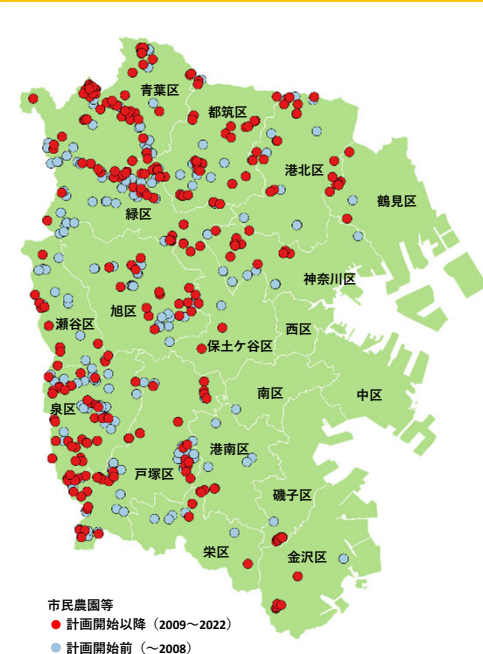 青葉区
都筑区
港北区
鶴見区
緑区
神奈川区
旭区
瀬谷区
西区
保土ケ谷区
南区
中区
泉区
港南区
戸塚区
磯子区
栄区
金沢区
市民農園等
計画開始以降（2009～2022）
計画開始前（～2008）